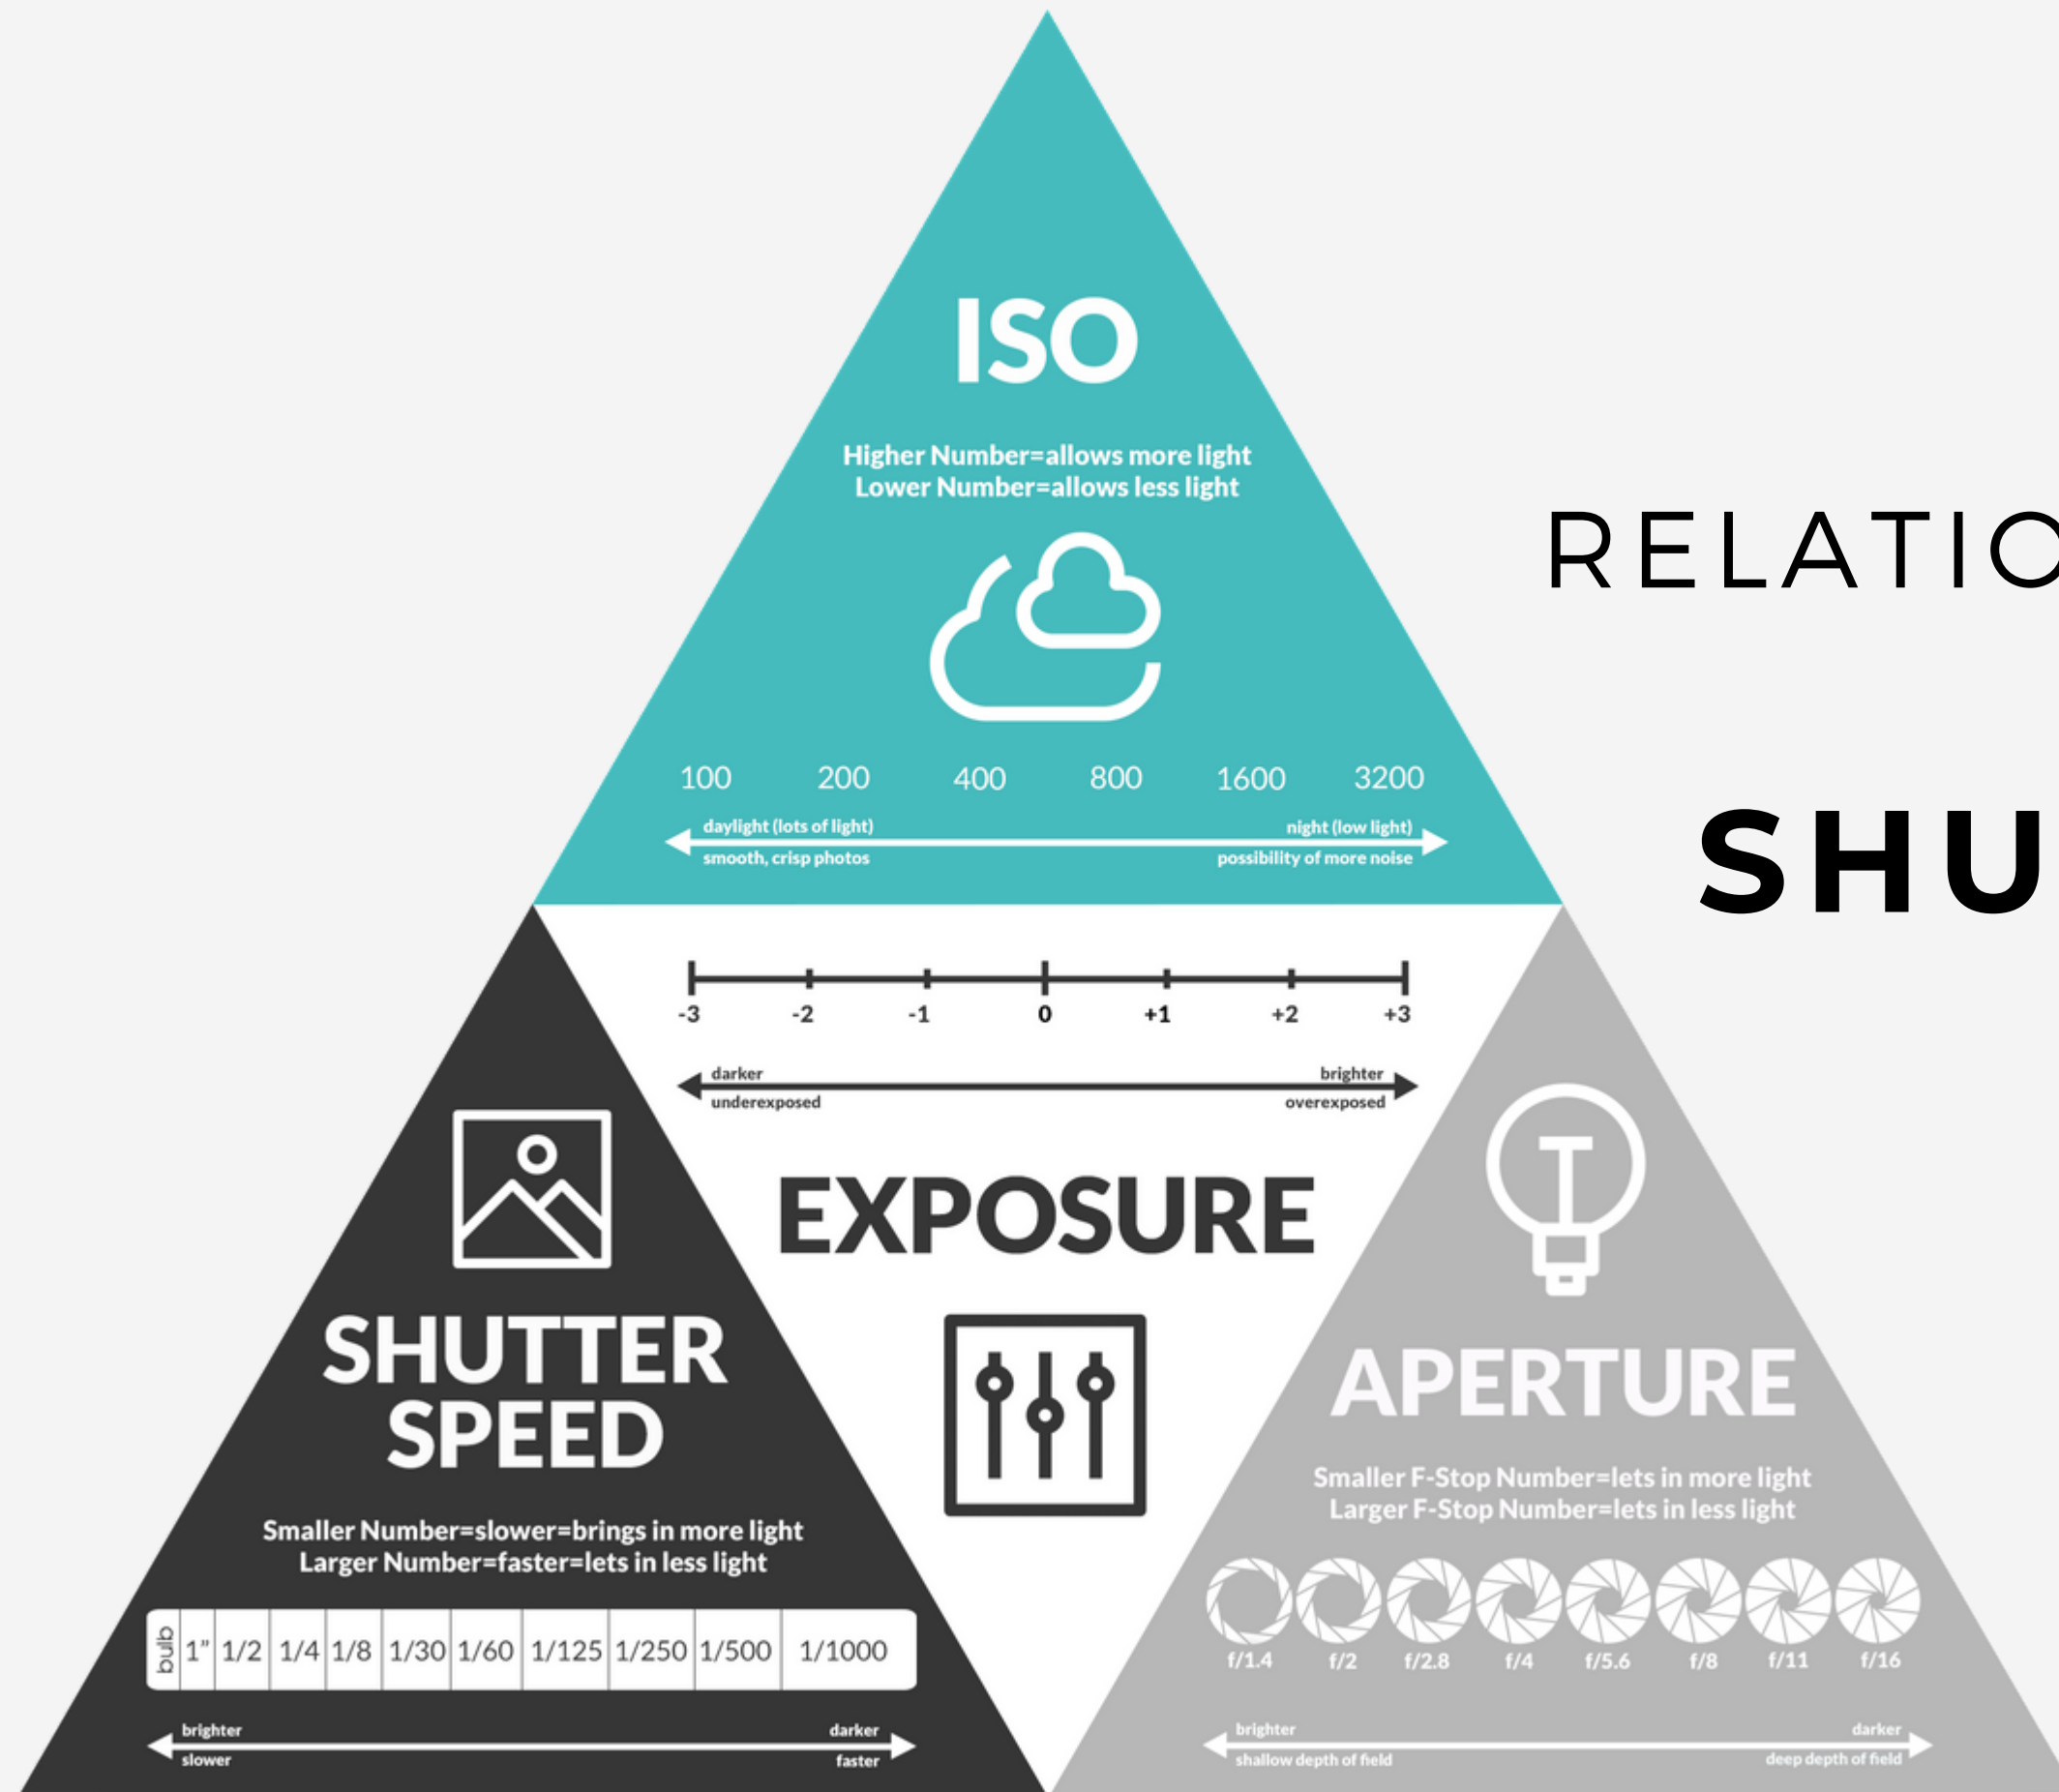 ISO
Higher Number=allows more light
Lower Number=allows less light
100 200 400 800 1600 3200
daylight (lots of light) night (low light)
smooth, crisp photos possibility of more noise
RELATIO
SHU
-3 -2 -1 0 +1 +2 +3
darker brighter
underexposed overexposed
EXPOSURE
SHUTTER
SPEED
Smaller Number=slower=brings in more light
Larger Number=faster=lets in less light
bulb 1” 1/2 1/4 1/8 1/30 1/60 1/125 1/250 1/500 1/1000
brighter darker
slower faster
APERTURE
Smaller F-Stop Number=lets in more light
Larger F-Stop Number=lets in less light
f/1.4 f/2 f/2.8 f/4 f/5.6 f/8 f/11 f/16
brighter darker
shallow depth of field deep depth of field